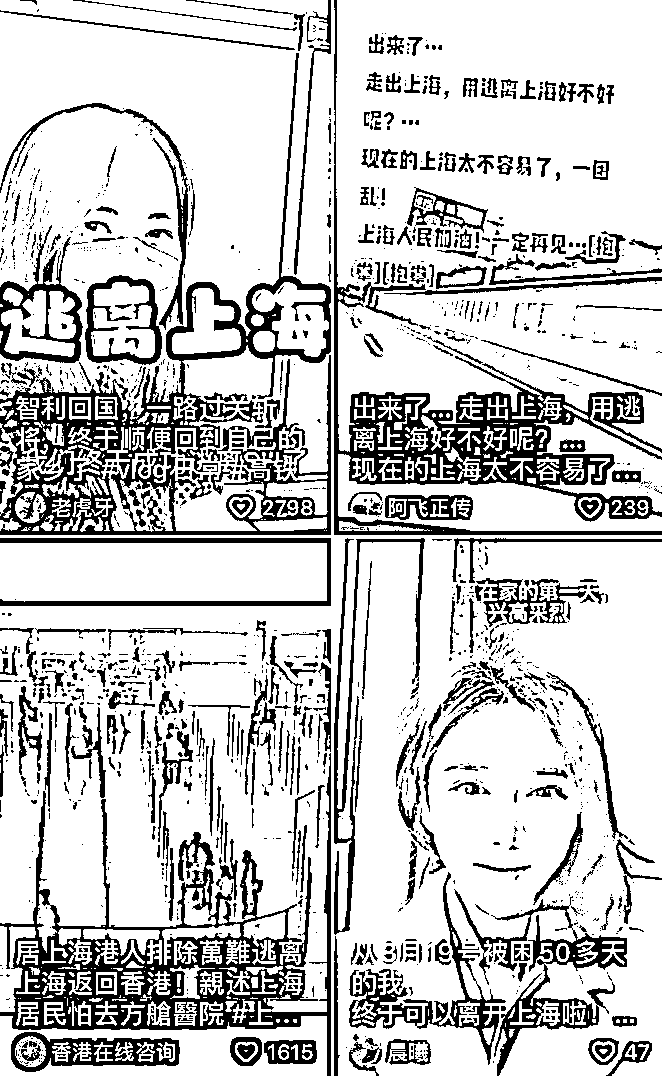 逃离上海
智利回国，一路过关斩
将，终于顺便回到自己的
老虎牙
2798
出来了…
走出上海，用逃离上海好不好
呢？…
现在的上海太不容易了，一团
乱！
上海人民加油！一定再见…[抱
拳][抱拳]
出来了… 走出上海，用逃
离上海好不好呢？ …
现在的上海太不容易了…
阿飞正传
239
居上海港人排除萬難逃离
上海返回香港！親述上海
居民怕去方艙醫院 #上…
香港在线咨询
1615
在家的第一天，
兴高采烈
从3月19号被困50多天
的我，
终于可以离开上海啦！…
晨曦
47